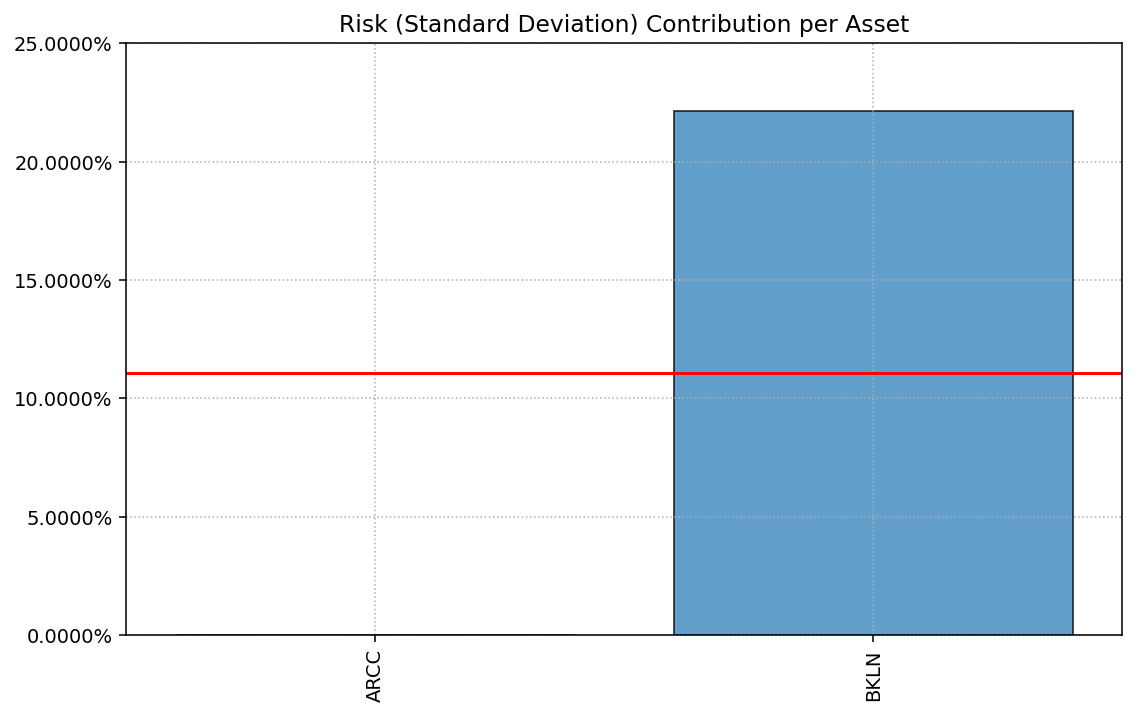 Risk (Standard Deviation) Contribution per Asset
25.0000%
20.0000%
15.0000%
10.0000%
5.0000%
0.0000%
ARCC
BKLN